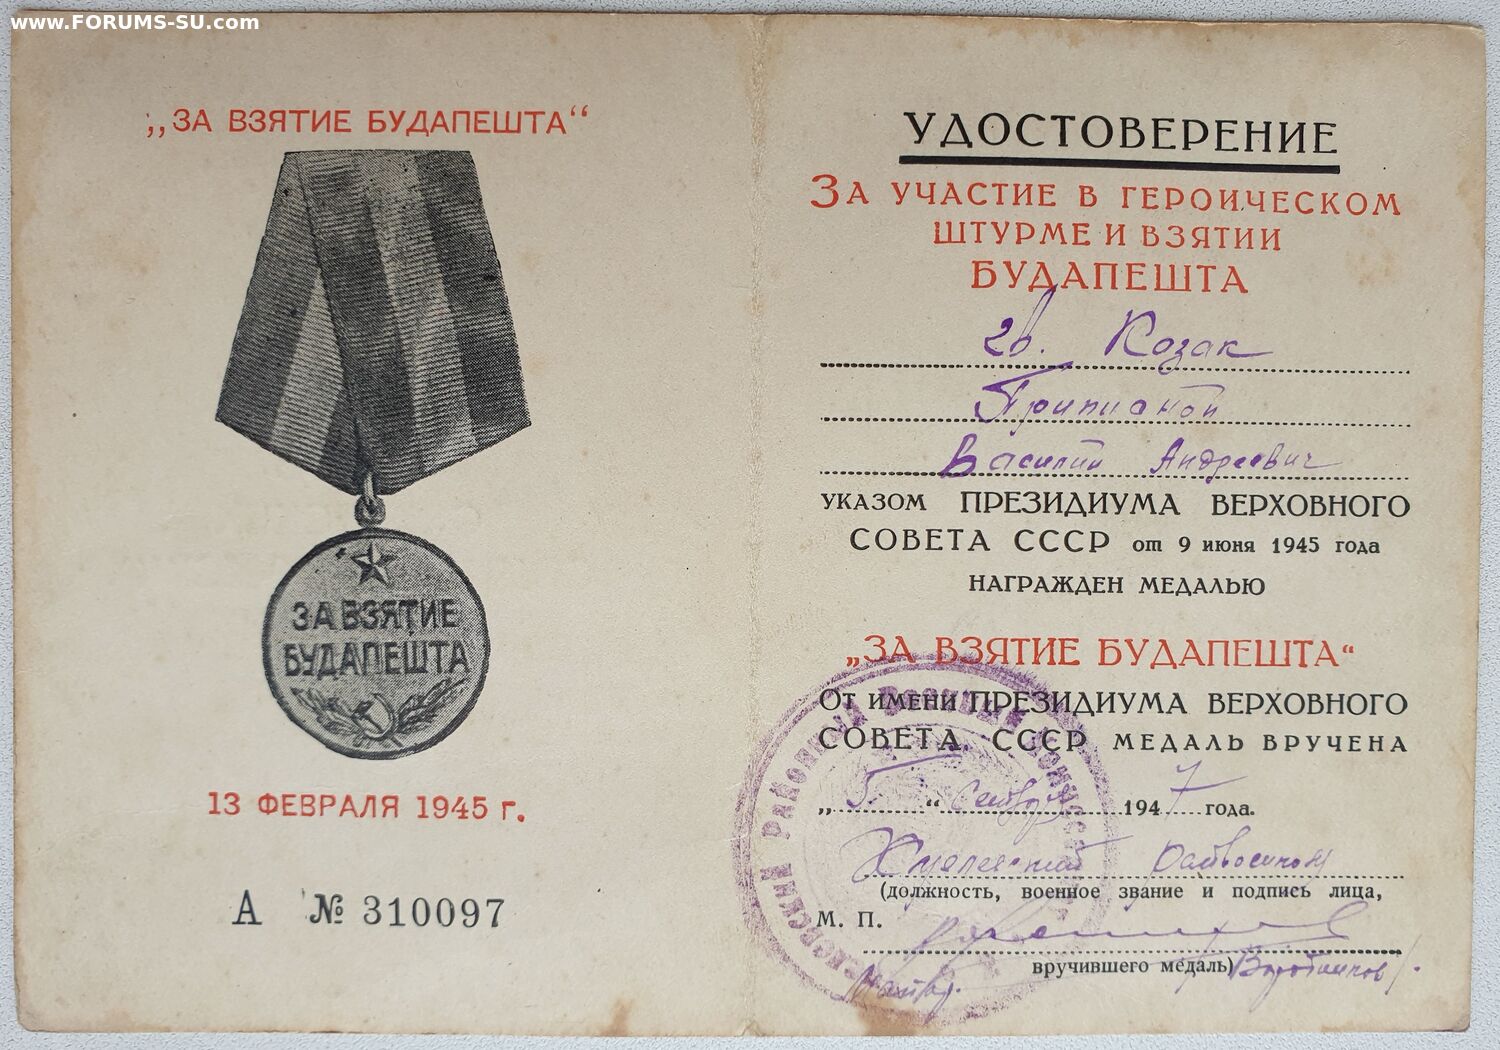 www.FORUMS-SU.com
„ЗА ВЗЯТИЕ БУДАПЕШТА“
ЗА ВЗЯТИЕ
БУДАПЕШТА
13 ФЕВРАЛЯ 1945 г.
А № 310097
УДОСТОВЕРЕНИЕ
ЗА УЧАСТИЕ В ГЕРОИЧЕСКОМ
ШТУРМЕ И ВЗЯТИИ
БУДАПЕШТА
гв. Козак
Василий Андреевич
УКАЗОМ ПРЕЗИДИУМА ВЕРХОВНОГО
СОВЕТА СССР от 9 июня 1945 года
НАГРАЖДЕН МЕДАЛЬЮ
„ЗА ВЗЯТИЕ БУДАПЕШТА“
ОТ ИМЕНИ ПРЕЗИДИУМА ВЕРХОВНОГО
СОВЕТА СССР МЕДАЛЬ ВРУЧЕНА
„5“ 1947 года.
(должность, военное звание и подпись лица,
М. П.
вручившего медаль)
Майор